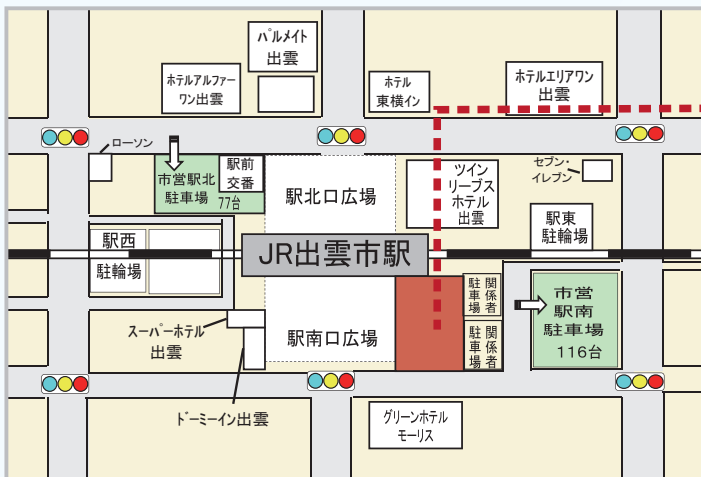 パルメイト
出雲
ホテルアルファー
ワン出雲
ホテル
東横イン
ホテルエリアワン
出雲
ローソン
市営駅北
駐車場
77台
駅前
交番
駅北口広場
ツイン
リーブス
ホテル
出雲
セブン・
イレブン
駅東
駐輪場
駅西
駐輪場
JR出雲市駅
関係者
駐車場
関係者
駐車場
市営
駅南
駐車場
116台
スーパーホテル
出雲
駅南口広場
ドーミーイン出雲
グリーンホテル
モーリス